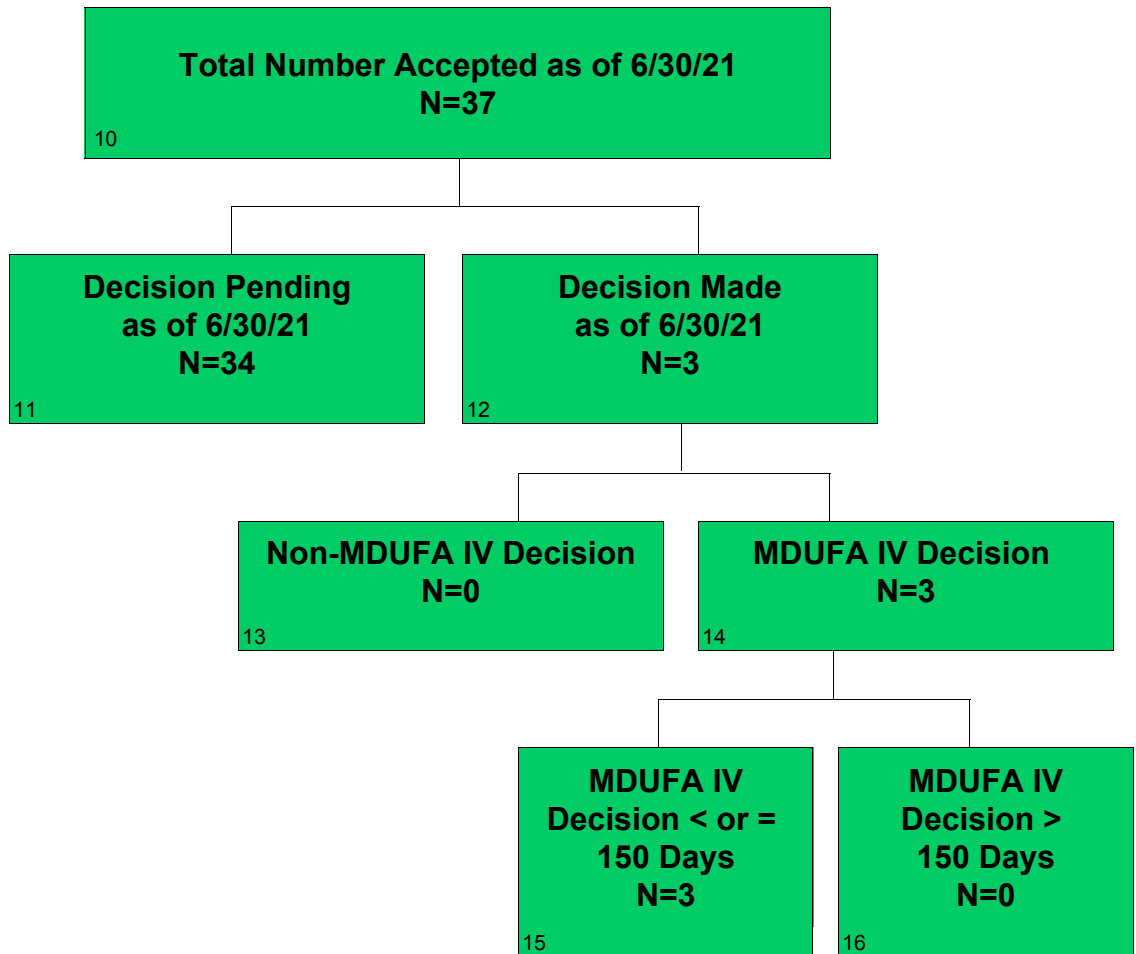 Total Number Accepted as of 6/30/21
N=37
10
Decision Pending
as of 6/30/21
N=34
11
Decision Made
as of 6/30/21
N=3
12
Non-MDUFA IV Decision
N=0
13
MDUFA IV Decision
N=3
14
MDUFA IV
Decision < or =
150 Days
N=3
15
MDUFA IV
Decision >
150 Days
N=0
16